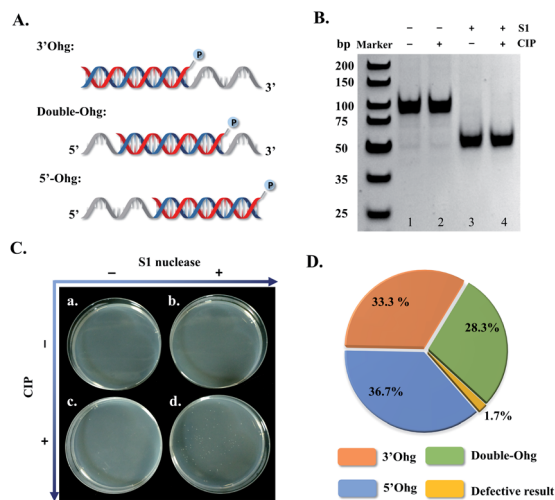 A.
3'Ohg:
P
3'
Double-Ohg:
P
5'
3'
5'-Ohg:
P
5'
B.
– – + + S1
bp Marker – + – + CIP
200
150
100
75
50
35
25
1 2 3 4
C.
S1 nuclease
– +
CIP
–
+
a.
b.
c.
d.
D.
33.3 %
28.3%
36.7%
1.7%
3'Ohg
Double-Ohg
5'Ohg
Defective result